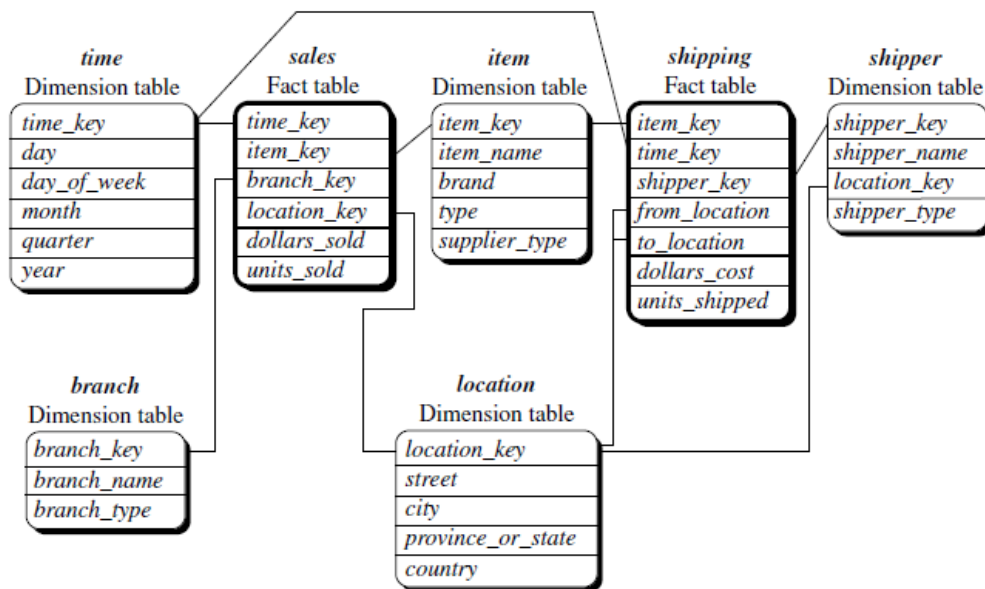 time
Dimension table
time_key
day
day_of_week
month
quarter
year
sales
Fact table
time_key
item_key
branch_key
location_key
dollars_sold
units_sold
item
Dimension table
item_key
item_name
brand
type
supplier_type
shipping
Fact table
item_key
time_key
shipper_key
from_location
to_location
dollars_cost
units_shipped
shipper
Dimension table
shipper_key
shipper_name
location_key
shipper_type
branch
Dimension table
branch_key
branch_name
branch_type
location
Dimension table
location_key
street
city
province_or_state
country